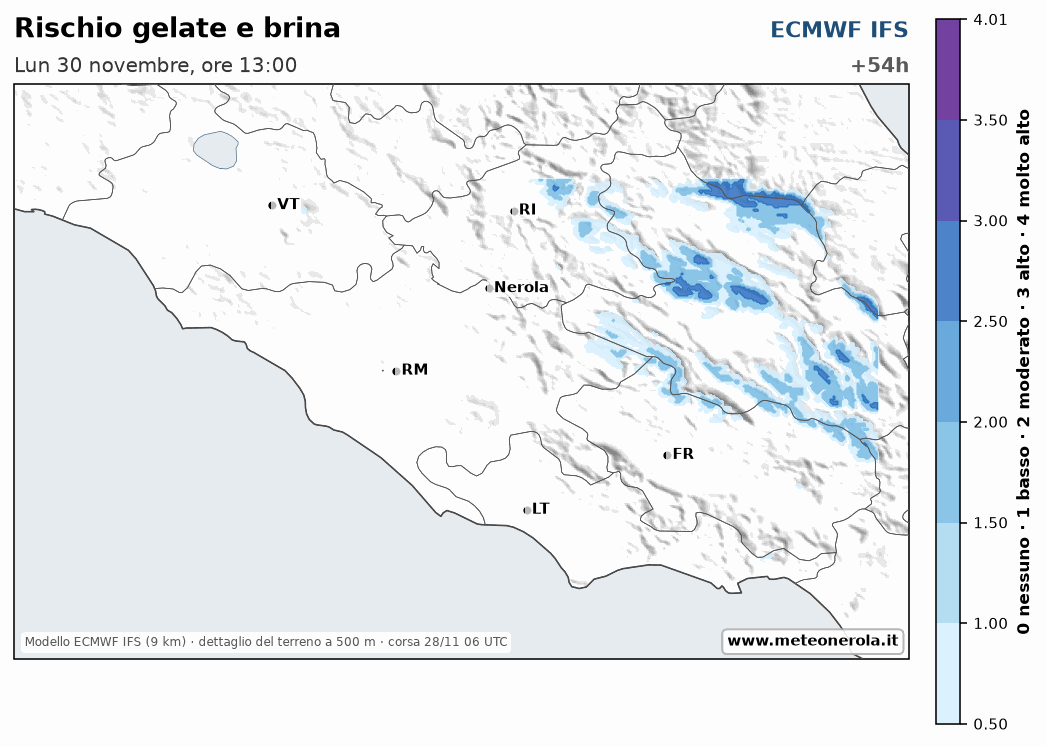 Rischio gelate e brina
ECMWF IFS
Lun 30 novembre, ore 13:00
+54h
VT
RI
Nerola
RM
FR
LT
Modello ECMWF IFS (9 km) · dettaglio del terreno a 500 m · corsa 28/11 06 UTC
www.meteonerola.it
4.01
3.50
3.00
2.50
2.00
1.50
1.00
0.50
0 nessuno · 1 basso · 2 moderato · 3 alto · 4 molto alto